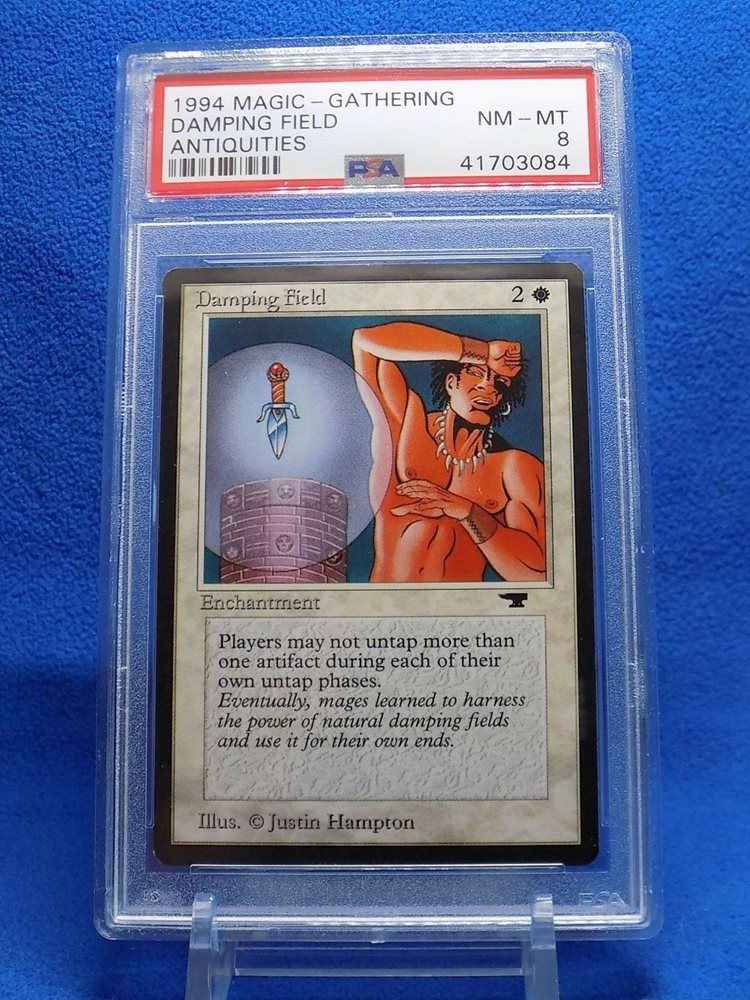 1994 MAGIC – GATHERING
DAMPING FIELD
ANTIQUITIES
NM – MT
8
41703084
PSA
Damping Field 2
Enchantment
Players may not untap more than
one artifact during each of their
own untap phases.
Eventually, mages learned to harness
the power of natural damping fields
and use it for their own ends.
Illus. © Justin Hampton
PSA